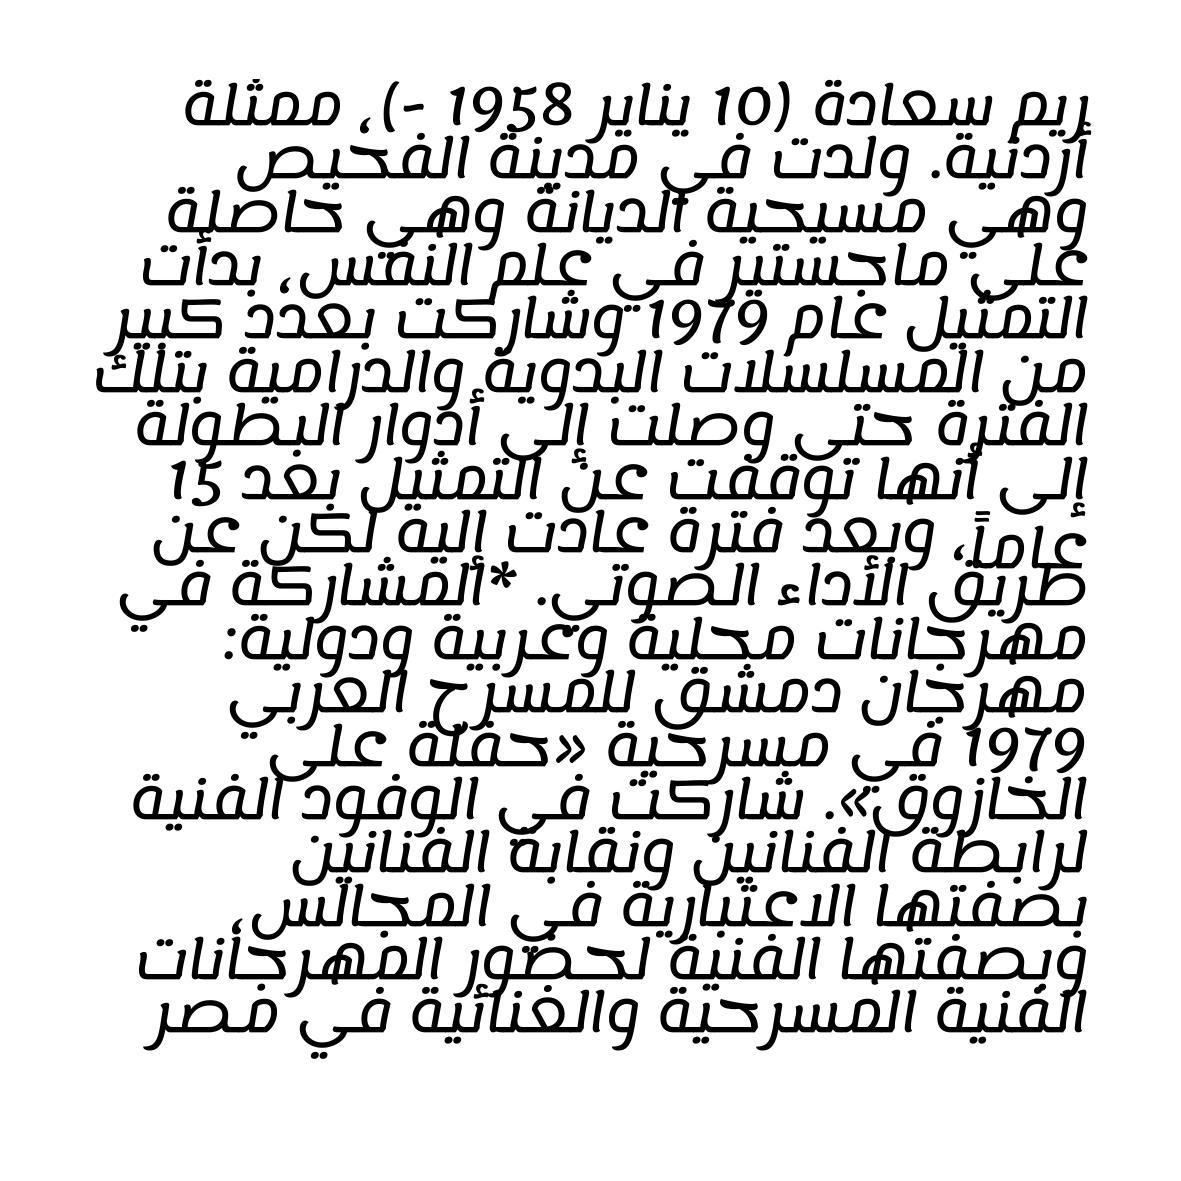 ريم سعادة (10 يناير 1958 -)، ممثلة
أردنية. ولدت في مدينة الفحيص
وهي مسيحية الديانة وهي حاصلة
على ماجستير في علم النفس، بدأت
التمثيل عام 1979 وشاركت بعدد كبير
من المسلسلات البدوية والدرامية بتلك
الفترة حتى وصلت إلى أدوار البطولة
إلى أنها توقفت عن التمثيل بعد 15
عاماً، وبعد فترة عادت إليه لكن عن
طريق الأداء الصوتي. *المشاركة في
مهرجانات محلية وعربية ودولية:
مهرجان دمشق للمسرح العربي
1979 في مسرحية «حفلة على
الخازوق». شاركت في الوفود الفنية
لرابطة الفنانين ونقابة الفنانين
بصفتها الاعتبارية في المجالس،
وبصفتها الفنية لحضور المهرجانات
الفنية المسرحية والغنائية في مصر